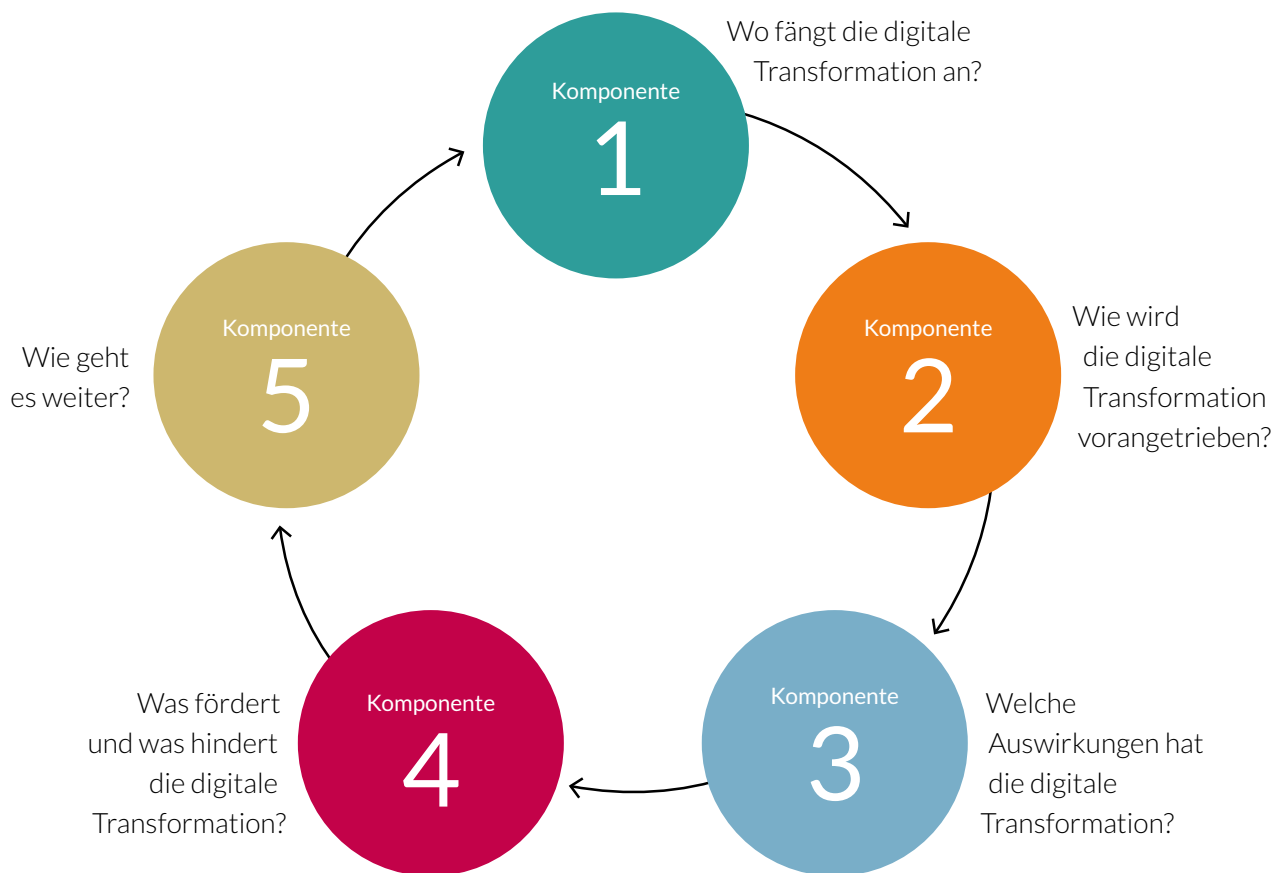 Wo fängt die digitale
Transformation an?
Komponente
1
Komponente
2
Wie wird
die digitale
Transformation
vorangetrieben?
Komponente
3
Welche
Auswirkungen hat
die digitale
Transformation?
Komponente
4
Was fördert
und was hindert
die digitale
Transformation?
Komponente
5
Wie geht
es weiter?